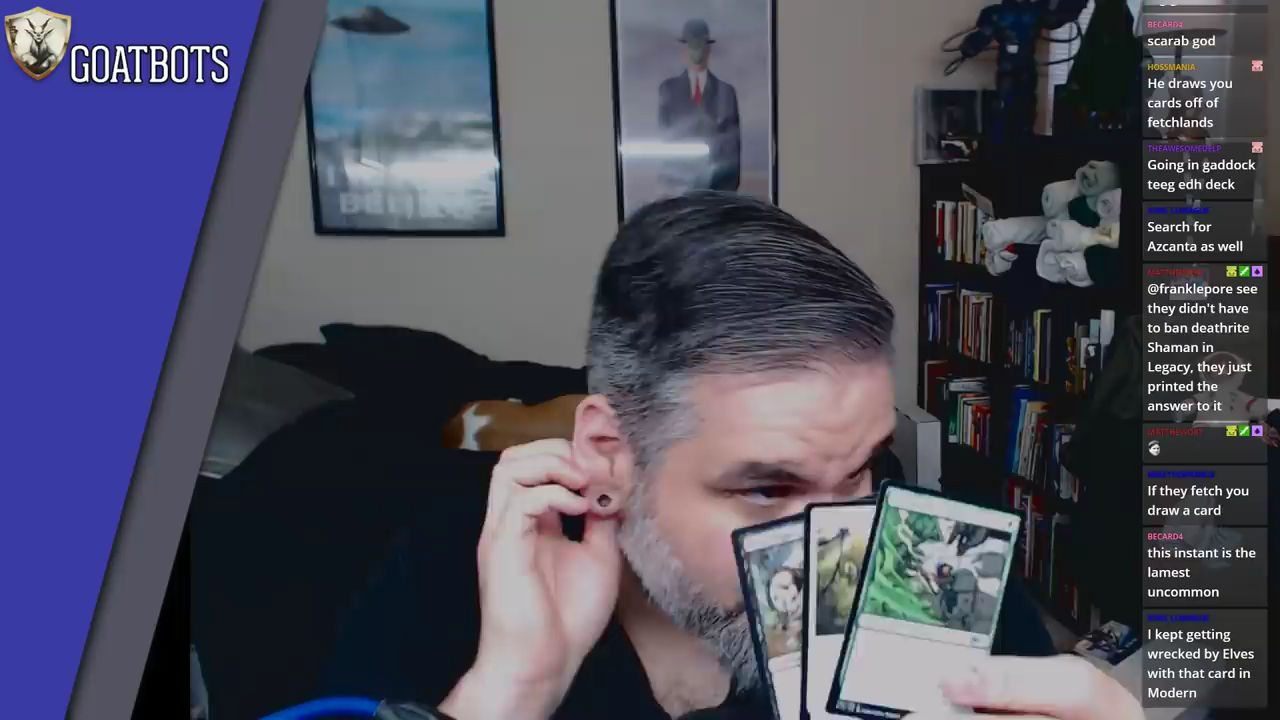 GOATBOTS
BECARD4
scarab god
HOSSMANIA
He draws you
cards off of
fetchlands
THEAWESOMEDELP
Going in gaddock
teeg edh deck
Search for
Azcanta as well
@franklepore see
they didn't have
to ban deathrite
Shaman in
Legacy, they just
printed the
answer to it
If they fetch you
draw a card
BECARD4
this instant is the
lamest
uncommon
I kept getting
wrecked by Elves
with that card in
Modern